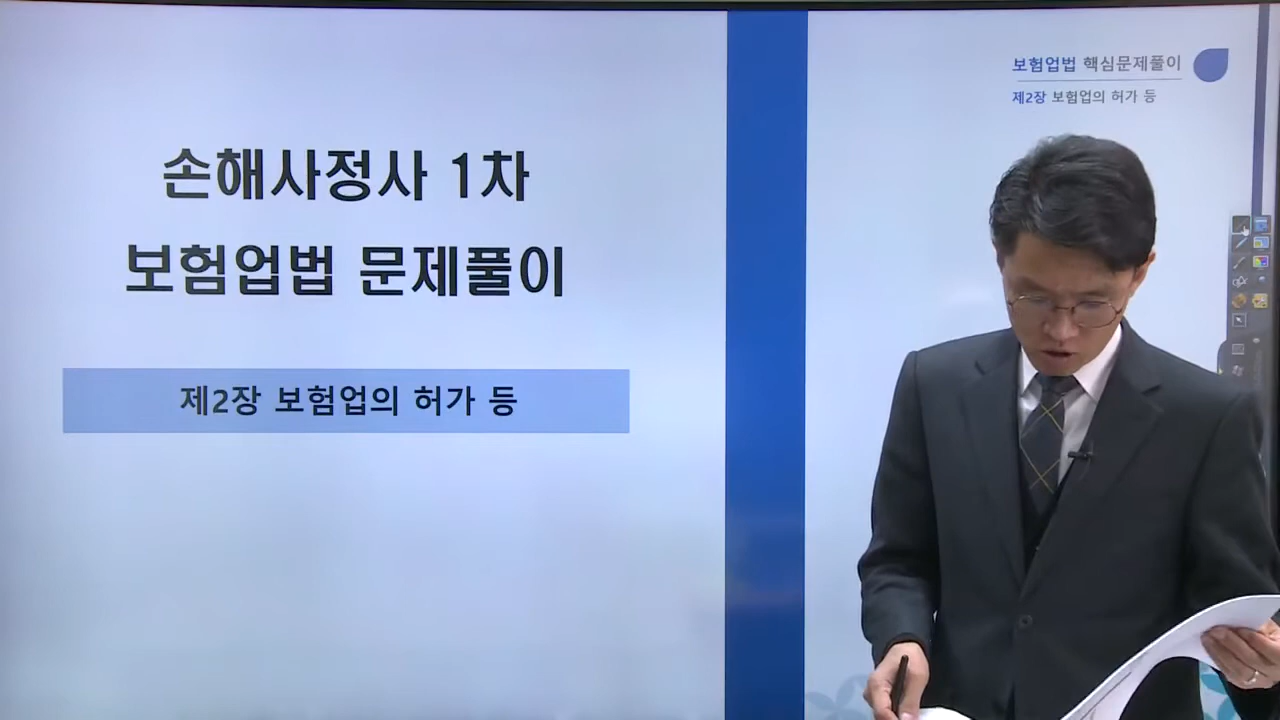 손해사정사 1차
보험업법 문제풀이
제2장 보험업의 허가 등
보험업법 핵심문제풀이
제2장 보험업의 허가 등